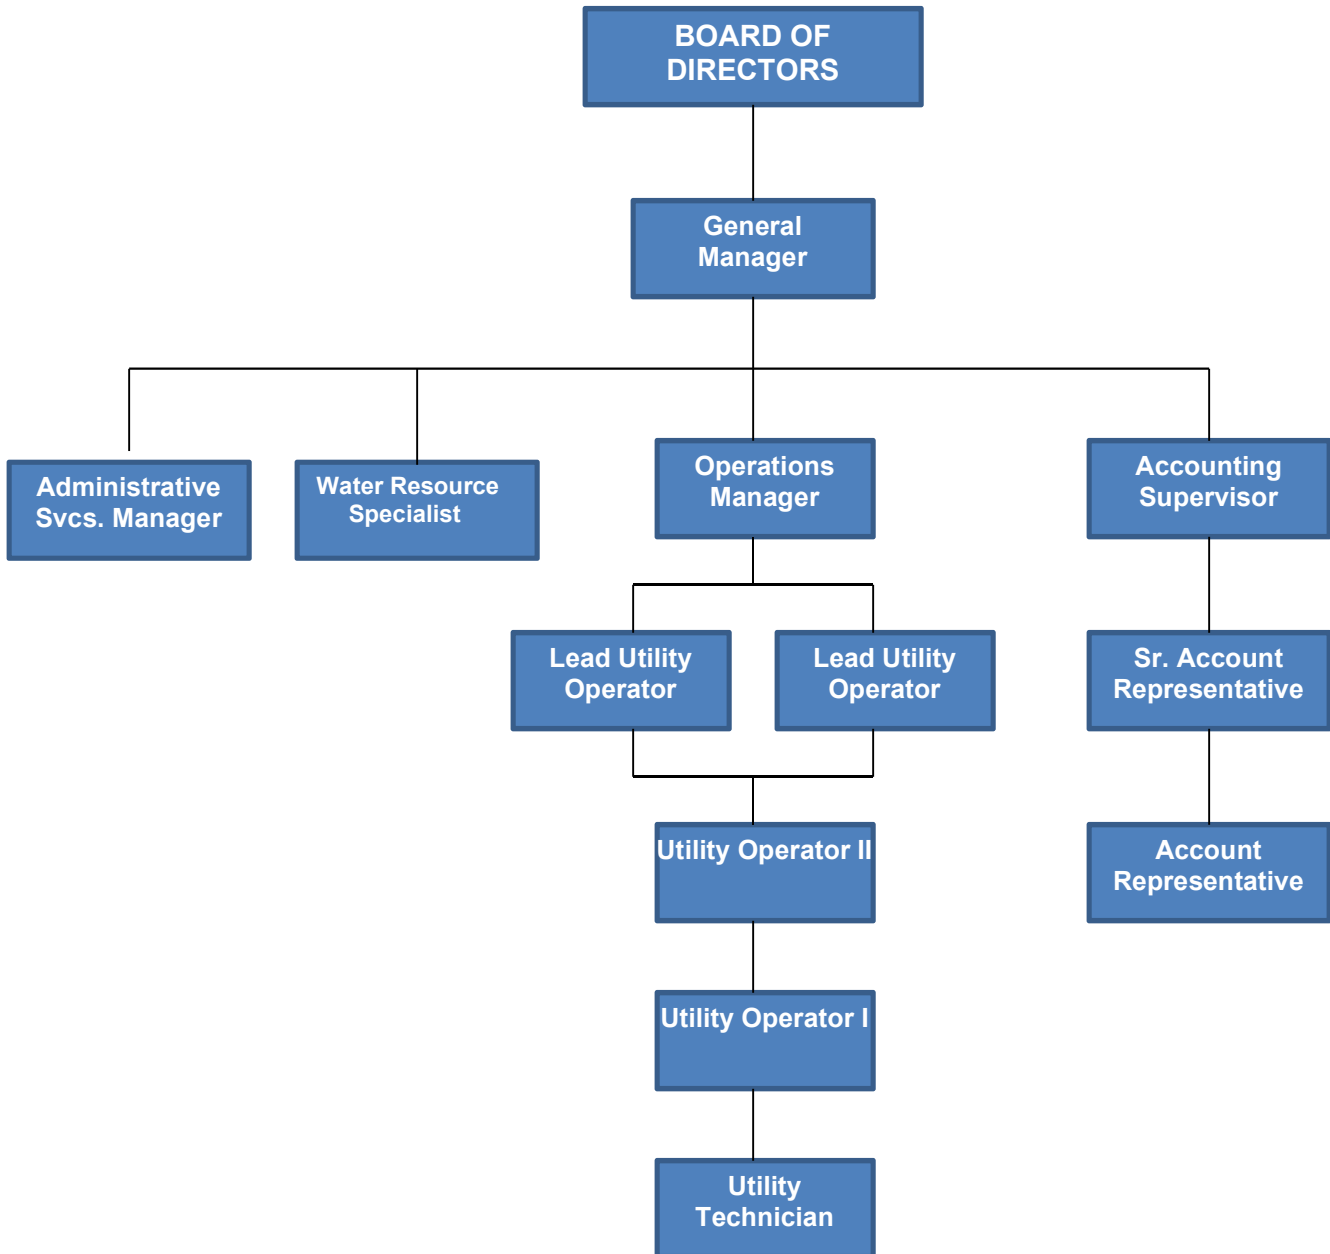 BOARD OF
DIRECTORS
General
Manager
Administrative
Svcs. Manager
Water Resource
Specialist
Operations
Manager
Accounting
Supervisor
Lead Utility
Operator
Lead Utility
Operator
Sr. Account
Representative
Utility Operator II
Account
Representative
Utility Operator I
Utility
Technician